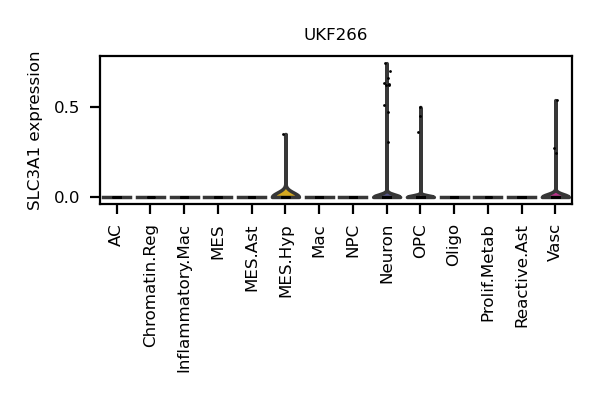 UKF266
SLC3A1 expression
0.5
0.0
AC
Chromatin.Reg
Inflammatory.Mac
MES
MES.Ast
MES.Hyp
Mac
NPC
Neuron
OPC
Oligo
Prolif.Metab
Reactive.Ast
Vasc